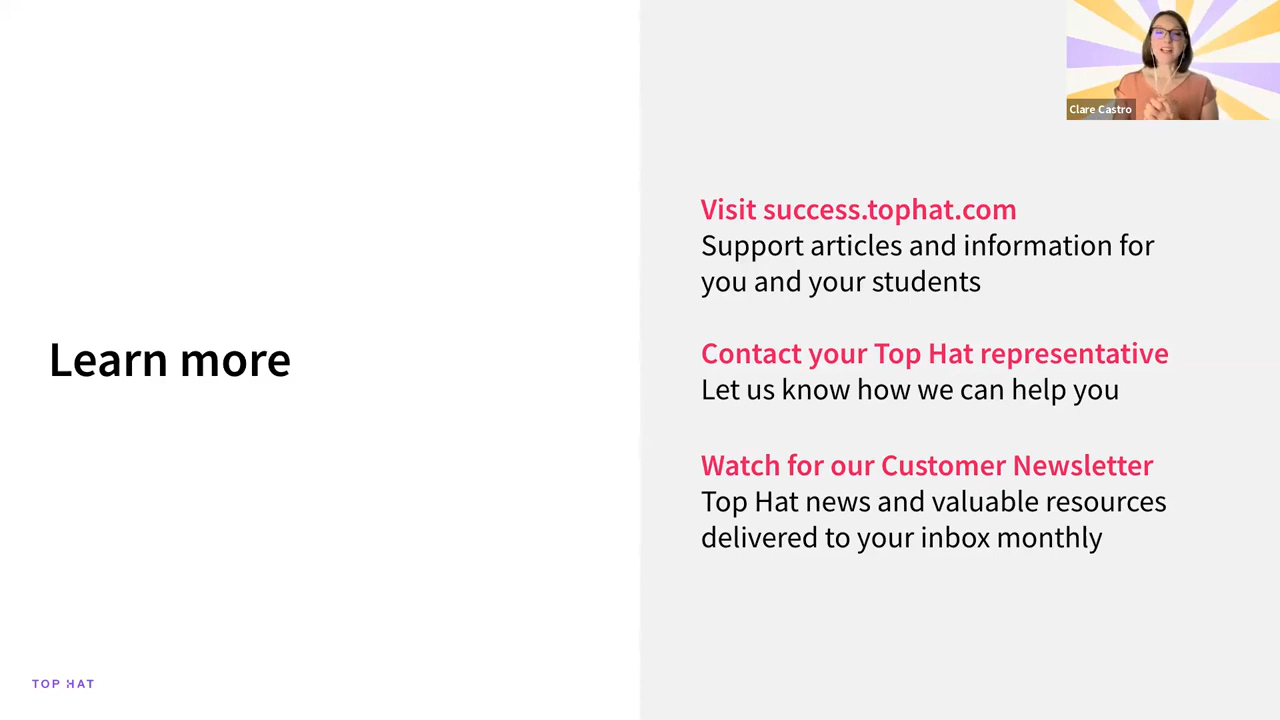 Clare Castro
Visit success.tophat.com
Support articles and information for
you and your students
Learn more
Contact your Top Hat representative
Let us know how we can help you
Watch for our Customer Newsletter
Top Hat news and valuable resources
delivered to your inbox monthly
TOP HAT